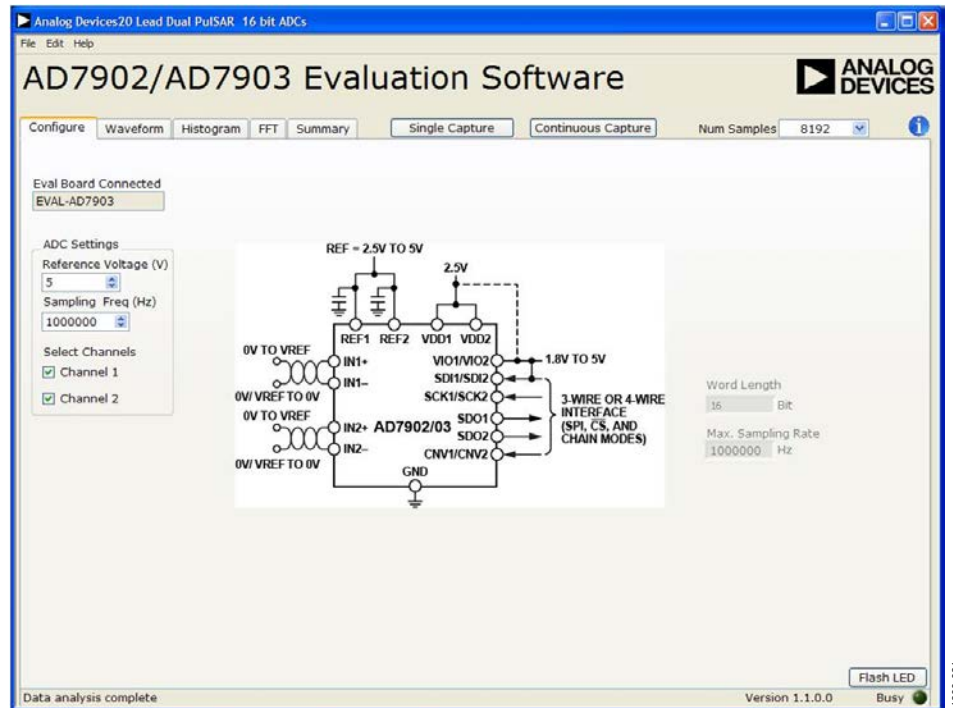 Analog Devices20 Lead Dual PulSAR 16 bit ADCs
File Edit Help
AD7902/AD7903 Evaluation Software
ANALOG
DEVICES
Configure Waveform Histogram FFT Summary Single Capture Continuous Capture Num Samples 8192 i
Eval Board Connected
EVAL-AD7903
ADC Settings
Reference Voltage (V)
5
Sampling Freq (Hz)
1000000
Select Channels
Channel 1
Channel 2
REF = 2.5V TO 5V
2.5V
REF1 REF2 VDD1 VDD2
0V TO VREF
IN1+
IN1–
0V/ VREF TO 0V
0V TO VREF
IN2+
IN2–
0V/ VREF TO 0V
AD7902/03
VIO1/VIO2
SDI1/SDI2
SCK1/SCK2
SDO1
SDO2
CNV1/CNV2
GND
1.8V TO 5V
3-WIRE OR 4-WIRE
INTERFACE
(SPI, CS, AND
CHAIN MODES)
Word Length
16 Bit
Max. Sampling Rate
1000000 Hz
Flash LED
Data analysis complete Version 1.1.0.0 Busy